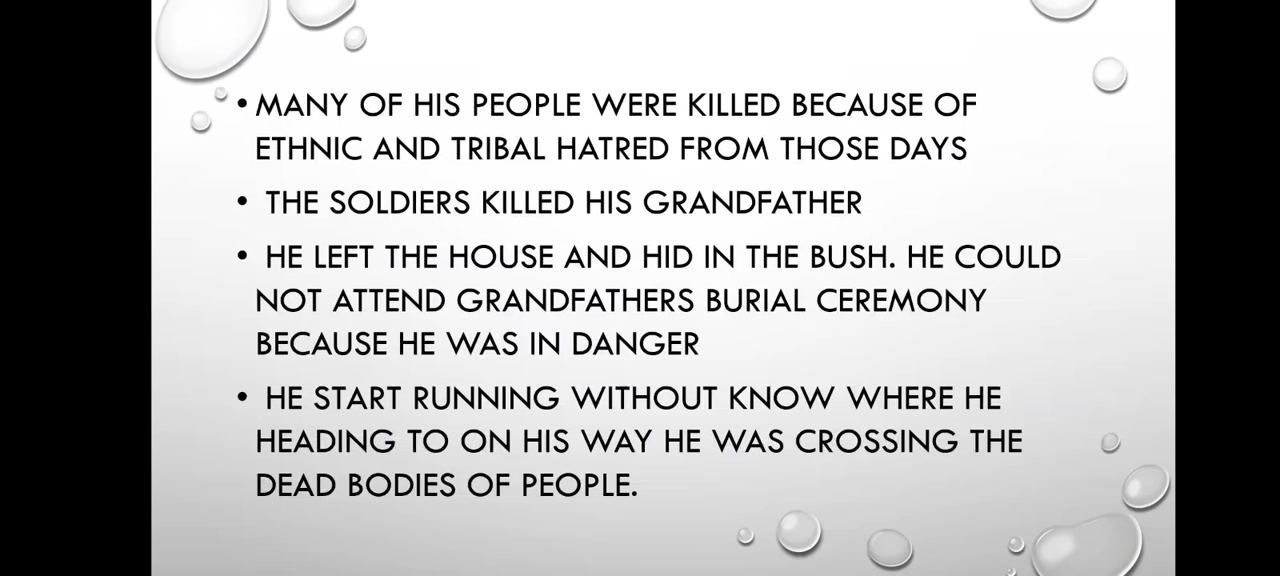 • MANY OF HIS PEOPLE WERE KILLED BECAUSE OF
ETHNIC AND TRIBAL HATRED FROM THOSE DAYS
• THE SOLDIERS KILLED HIS GRANDFATHER
• HE LEFT THE HOUSE AND HID IN THE BUSH. HE COULD
NOT ATTEND GRANDFATHERS BURIAL CEREMONY
BECAUSE HE WAS IN DANGER
• HE START RUNNING WITHOUT KNOW WHERE HE
HEADING TO ON HIS WAY HE WAS CROSSING THE
DEAD BODIES OF PEOPLE.